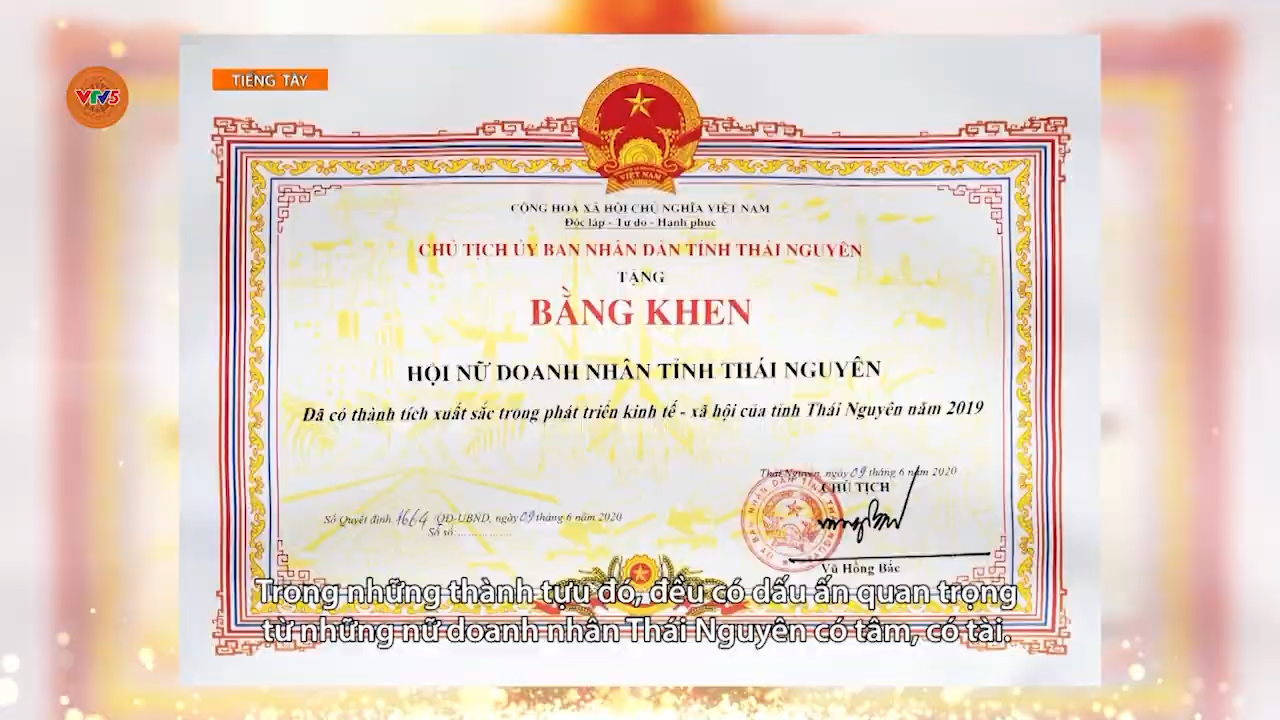 VTV5
TIẾNG TÀY
VIỆT NAM
CỘNG HOÀ XÃ HỘI CHỦ NGHĨA VIỆT NAM
Độc lập - Tự do - Hạnh phúc
CHỦ TỊCH ỦY BAN NHÂN DÂN TỈNH THÁI NGUYÊN
TẶNG
BẰNG KHEN
HỘI NỮ DOANH NHÂN TỈNH THÁI NGUYÊN
Đã có thành tích xuất sắc trong phát triển kinh tế - xã hội của tỉnh Thái Nguyên năm 2019
Thái Nguyên, ngày 09 tháng 6 năm 2020
CHỦ TỊCH
Số Quyết định 1664 /QĐ-UBND, ngày 09 tháng 6 năm 2020
Số sổ:...............
Vũ Hồng Bắc
Trong những thành tựu đó, đều có dấu ấn quan trọng
từ những nữ doanh nhân Thái Nguyên có tâm, có tài.